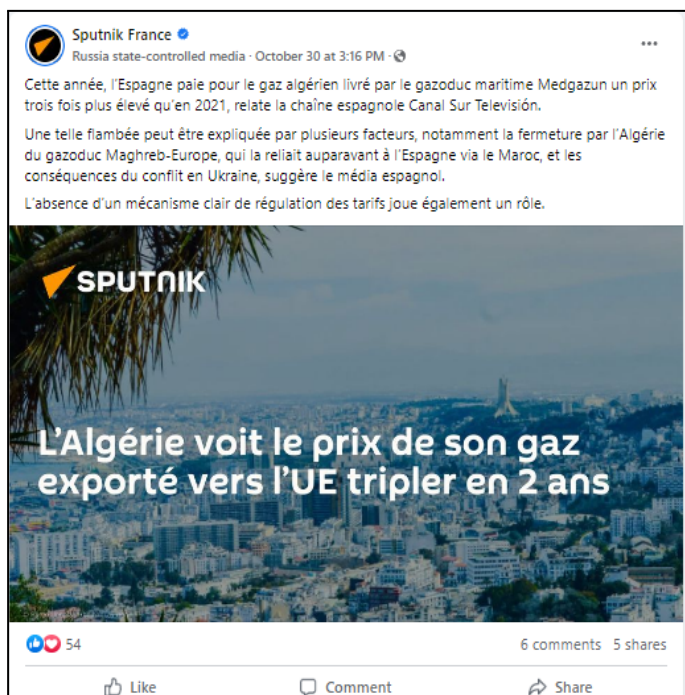 Sputnik France
Russia state-controlled media · October 30 at 3:16 PM ·
Cette année, l'Espagne paie pour le gaz algérien livré par le gazoduc maritime Medgazun un prix
trois fois plus élevé qu'en 2021, relate la chaîne espagnole Canal Sur Televisión.
Une telle flambée peut être expliquée par plusieurs facteurs, notamment la fermeture par l'Algérie
du gazoduc Maghreb-Europe, qui la reliait auparavant à l'Espagne via le Maroc, et les
conséquences du conflit en Ukraine, suggère le média espagnol.
L'absence d'un mécanisme clair de régulation des tarifs joue également un rôle.
SPUTNIK
L'Algérie voit le prix de son gaz
exporté vers l'UE tripler en 2 ans
54
6 comments 5 shares
Like Comment Share